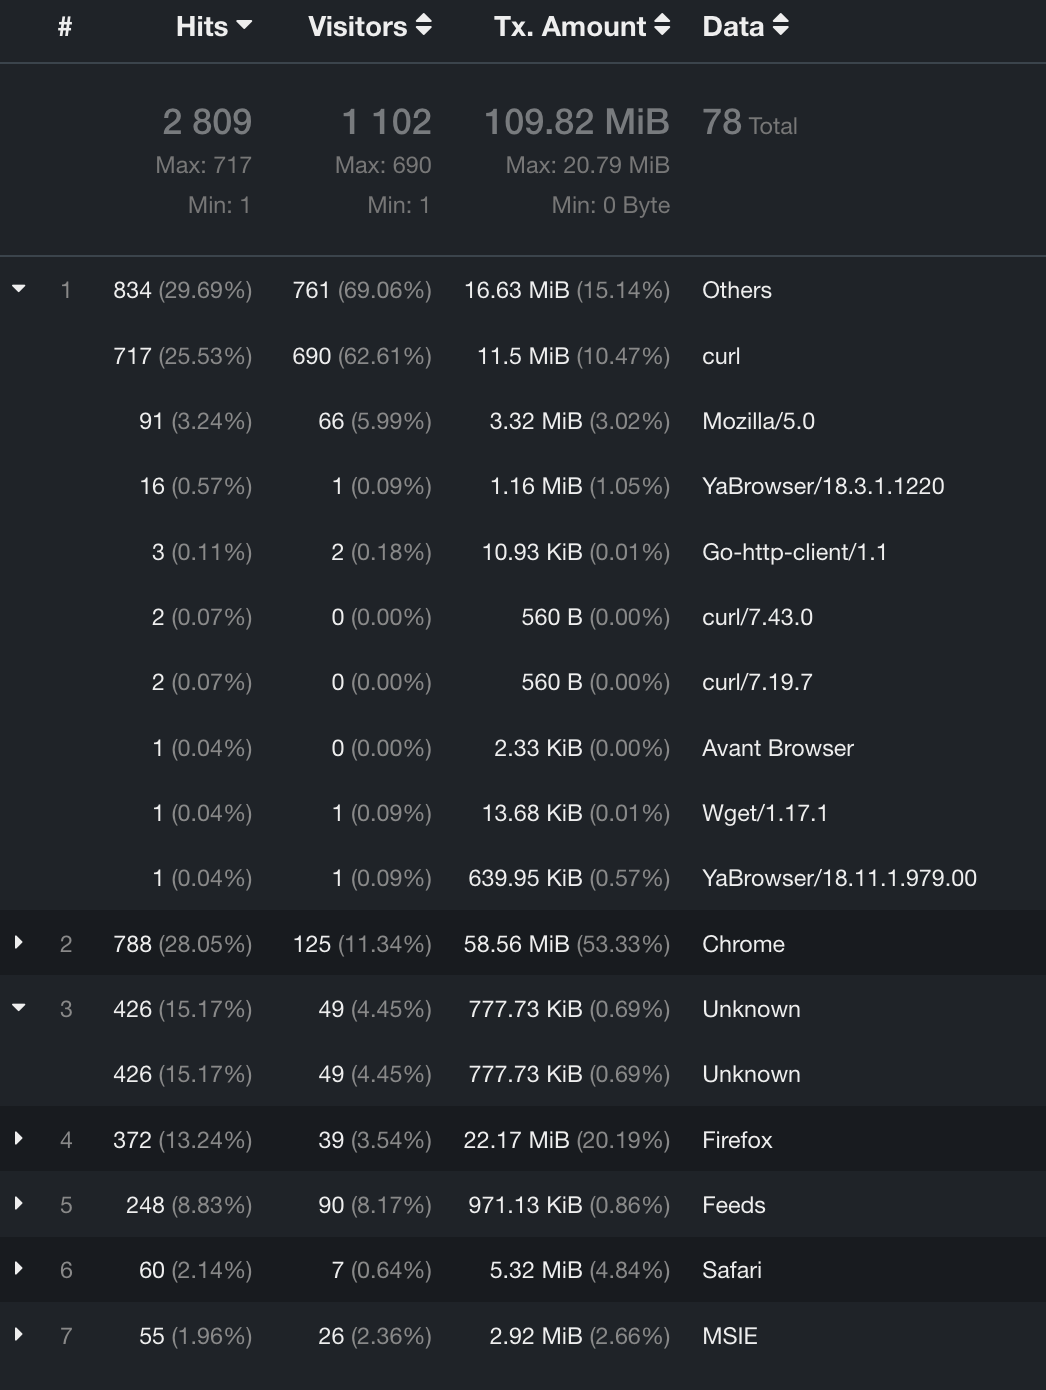 # Hits Visitors Tx. Amount Data
2 809 1 102 109.82 MiB 78 Total
Max: 717 Max: 690 Max: 20.79 MiB
Min: 1 Min: 1 Min: 0 Byte
1 834 (29.69%) 761 (69.06%) 16.63 MiB (15.14%) Others
717 (25.53%) 690 (62.61%) 11.5 MiB (10.47%) curl
91 (3.24%) 66 (5.99%) 3.32 MiB (3.02%) Mozilla/5.0
16 (0.57%) 1 (0.09%) 1.16 MiB (1.05%) YaBrowser/18.3.1.1220
3 (0.11%) 2 (0.18%) 10.93 KiB (0.01%) Go-http-client/1.1
2 (0.07%) 0 (0.00%) 560 B (0.00%) curl/7.43.0
2 (0.07%) 0 (0.00%) 560 B (0.00%) curl/7.19.7
1 (0.04%) 0 (0.00%) 2.33 KiB (0.00%) Avant Browser
1 (0.04%) 1 (0.09%) 13.68 KiB (0.01%) Wget/1.17.1
1 (0.04%) 1 (0.09%) 639.95 KiB (0.57%) YaBrowser/18.11.1.979.00
2 788 (28.05%) 125 (11.34%) 58.56 MiB (53.33%) Chrome
3 426 (15.17%) 49 (4.45%) 777.73 KiB (0.69%) Unknown
426 (15.17%) 49 (4.45%) 777.73 KiB (0.69%) Unknown
4 372 (13.24%) 39 (3.54%) 22.17 MiB (20.19%) Firefox
5 248 (8.83%) 90 (8.17%) 971.13 KiB (0.86%) Feeds
6 60 (2.14%) 7 (0.64%) 5.32 MiB (4.84%) Safari
7 55 (1.96%) 26 (2.36%) 2.92 MiB (2.66%) MSIE